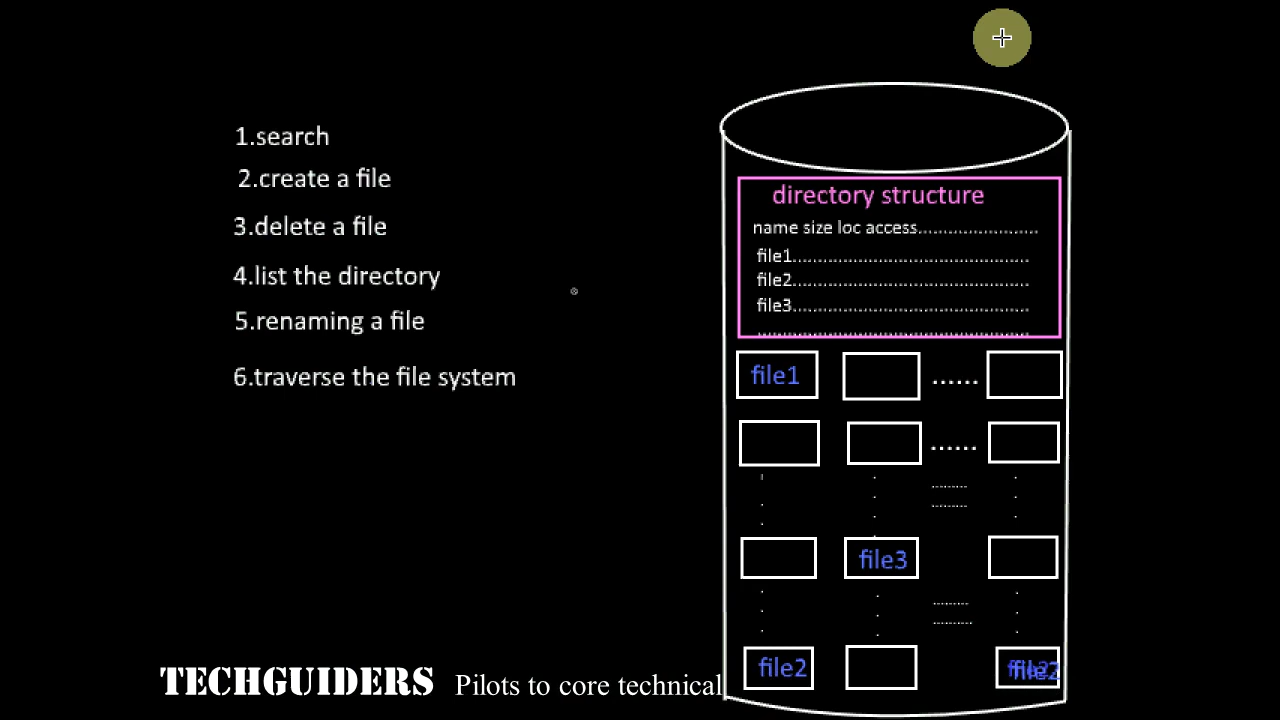 1.search
2.create a file
3.delete a file
4.list the directory
5.renaming a file
6.traverse the file system
directory structure
name size loc access........................
file1...............................................
file2...............................................
file3...............................................
......................................................
file1
......
......
file3
file2
TECHGUIDERS Pilots to core technical